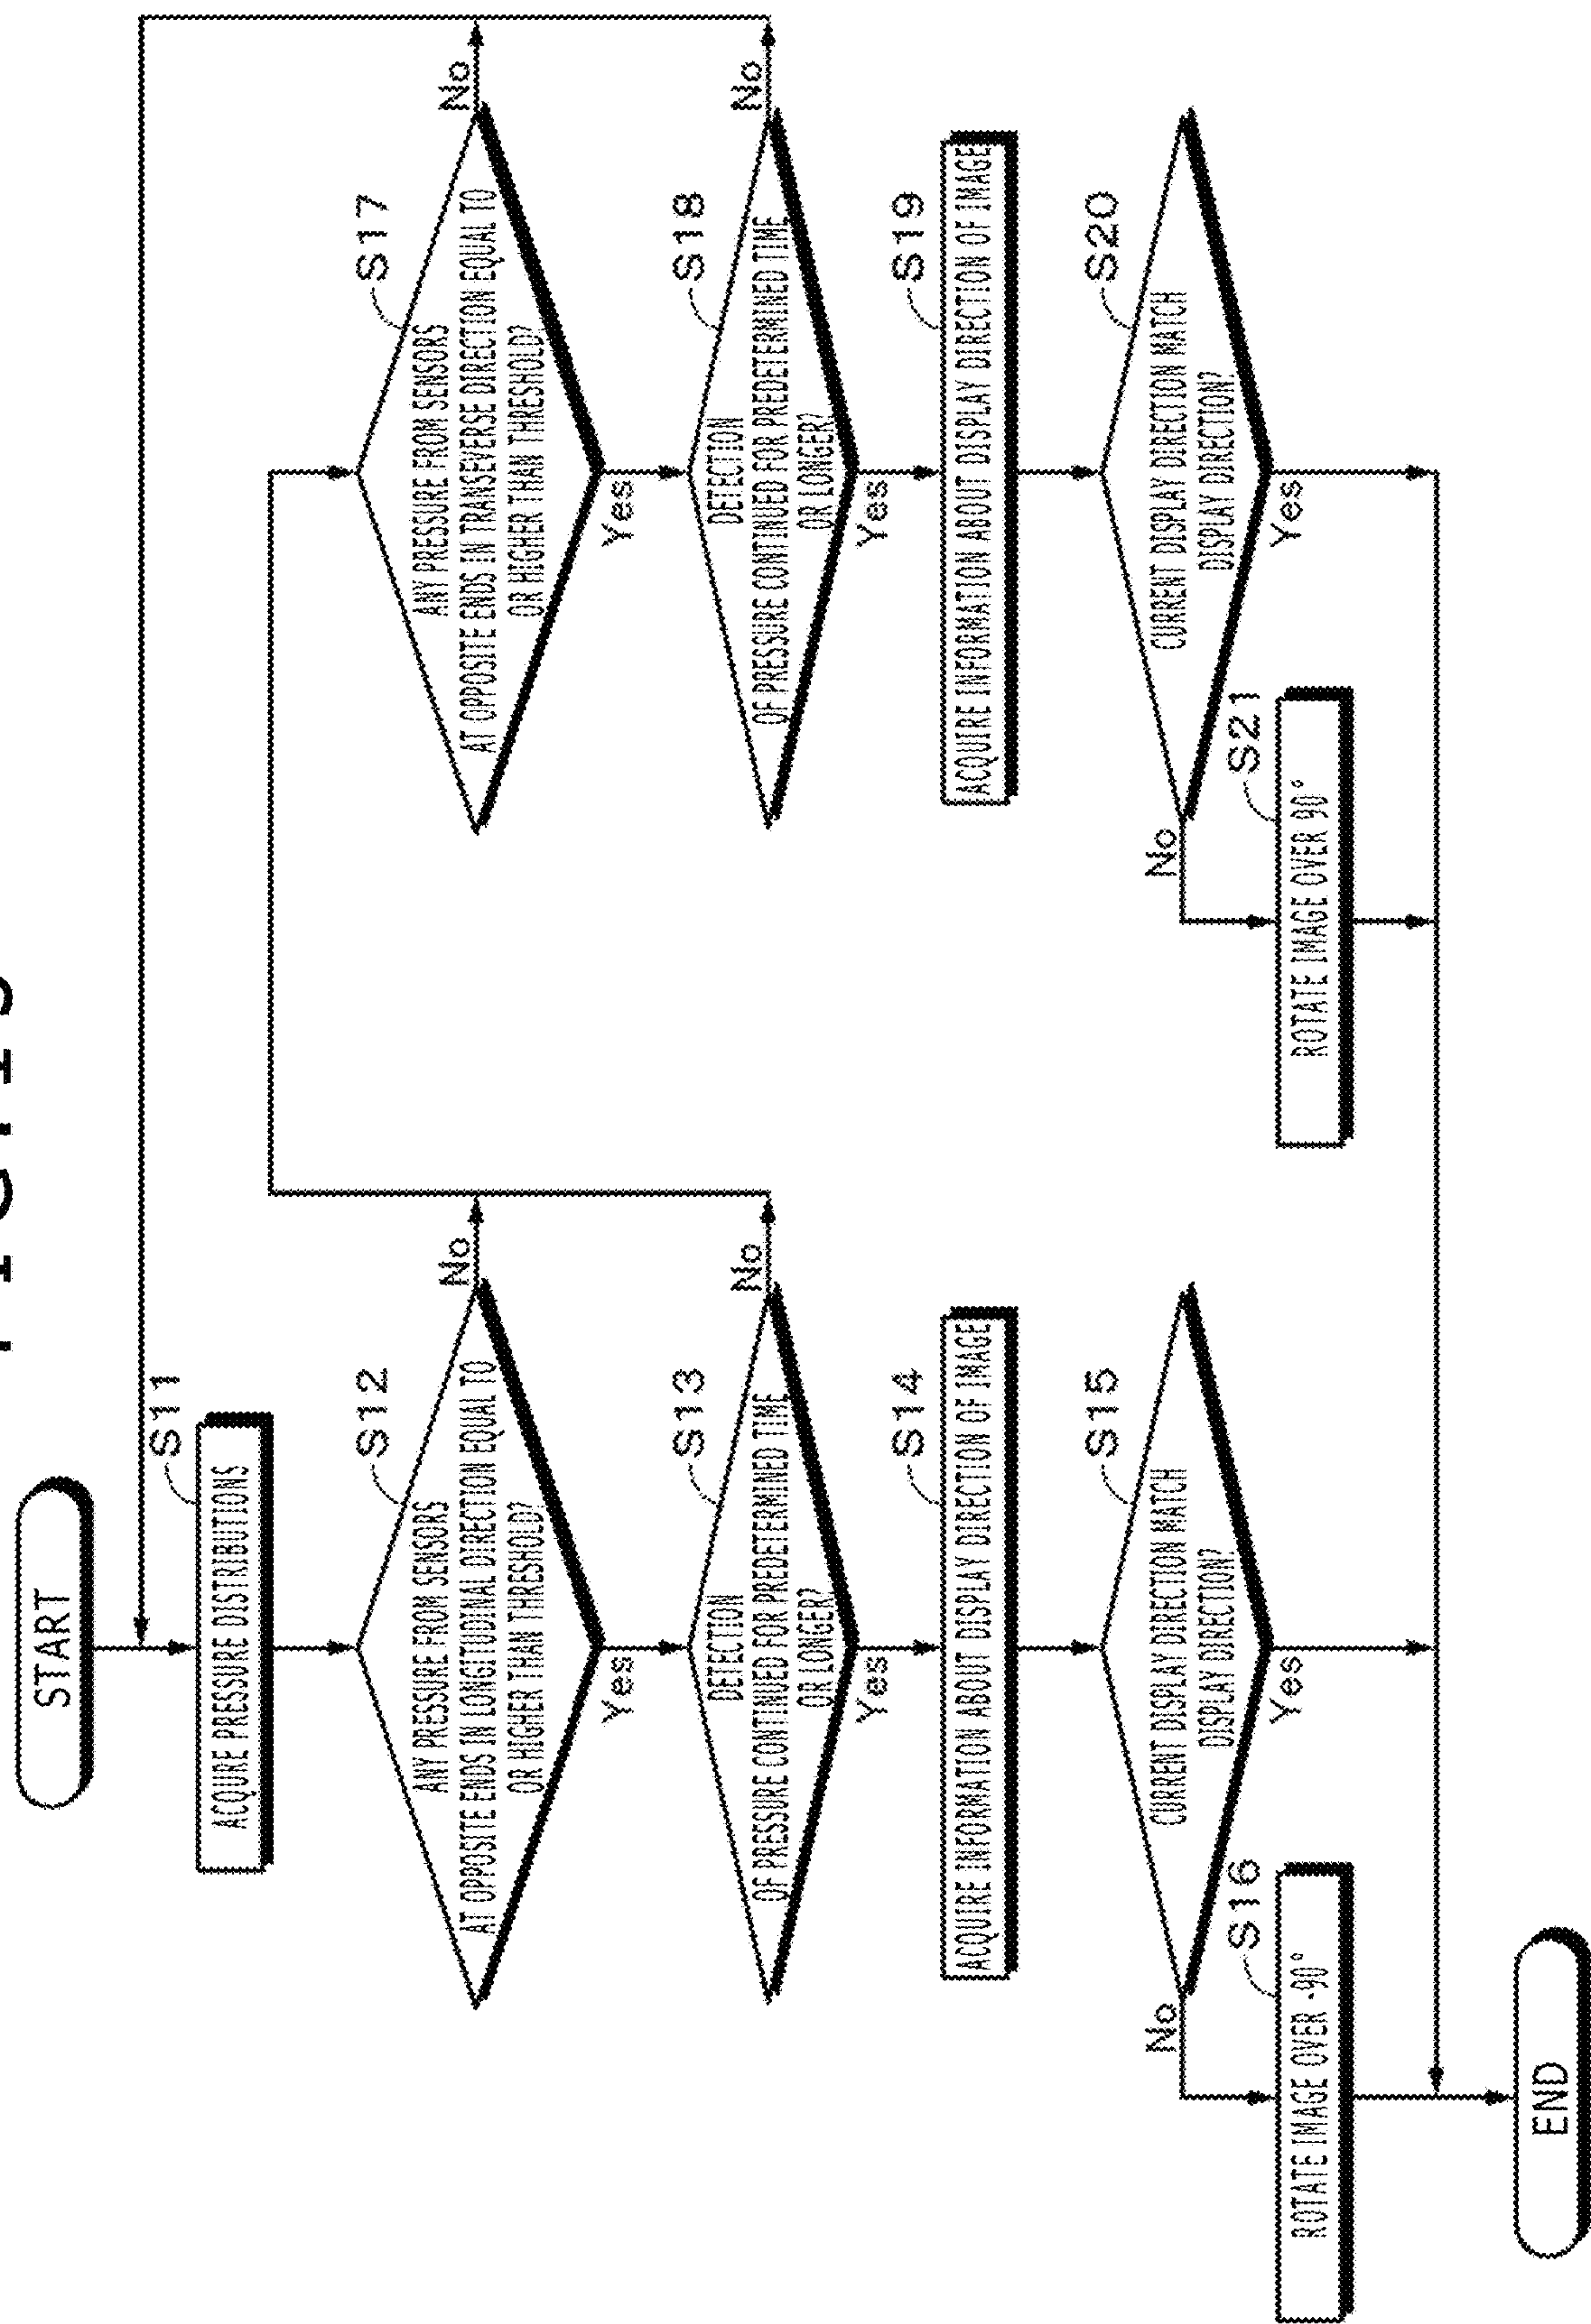 START
S11
ACQURE PRESSURE DISTRIBUTIONS
S12
ANY PRESSURE FROM SENSORS
AT OPPOSITE ENDS IN LONGITUDINAL DIRECTION EQUAL TO
OR HIGHER THAN THRESHOLD?
No
Yes
S13
DETECTION
OF PRESSURE CONTINUED FOR PREDETERMINED TIME
OR LONGER?
No
Yes
S14
ACQUIRE INFORMATION ABOUT DISPLAY DIRECTION OF IMAGE
S15
CURRENT DISPLAY DIRECTION MATCH
DISPLAY DIRECTION?
No
Yes
S16
ROTATE IMAGE OVER -90°
END
S17
ANY PRESSURE FROM SENSORS
AT OPPOSITE ENDS IN TRANSEVERSE DIRECTION EQUAL TO
OR HIGHER THAN THRESHOLD?
No
Yes
S18
DETECTION
OF PRESSURE CONTINUED FOR PREDETERMINED TIME
OR LONGER?
No
Yes
S19
ACQUIRE INFORMATION ABOUT DISPLAY DIRECTION OF IMAGE
S20
CURRENT DISPLAY DIRECTION MATCH
DISPLAY DIRECTION?
No
Yes
S21
ROTATE IMAGE OVER 90°